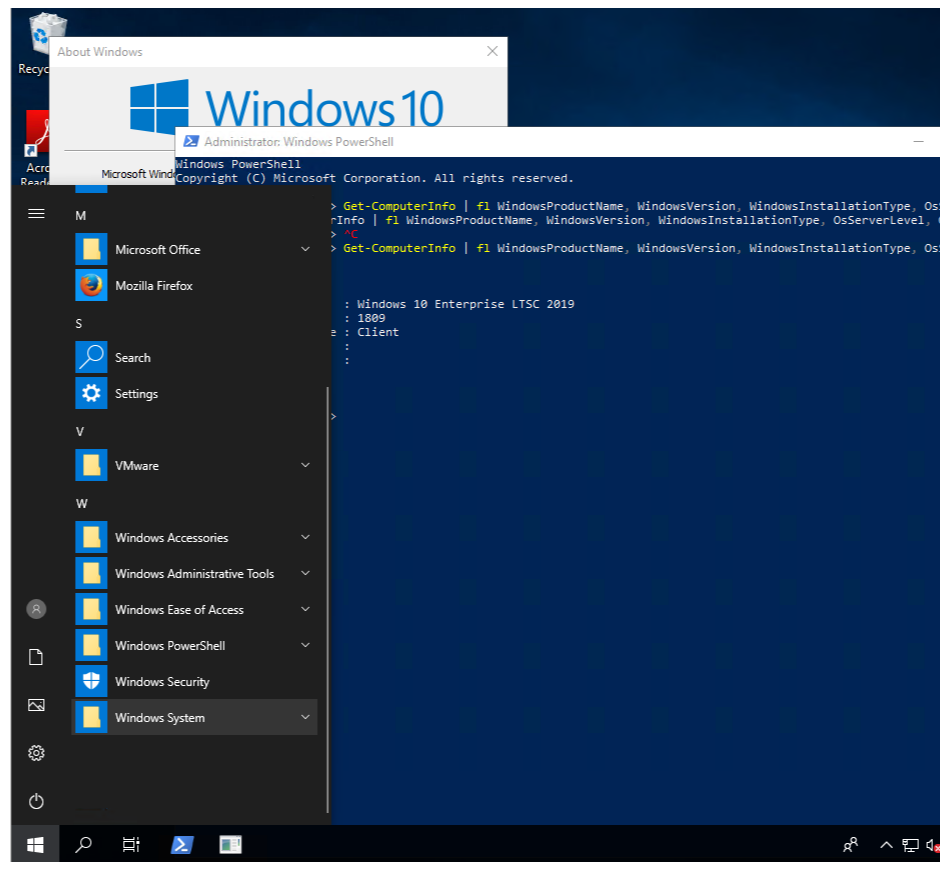 Recyc
Acro
Reade
About Windows
Windows 10
Microsoft Windo
Administrator: Windows PowerShell
Windows PowerShell
Copyright (C) Microsoft Corporation. All rights reserved.
> Get-ComputerInfo | fl WindowsProductName, WindowsVersion, WindowsInstallationType, OsS
rInfo | fl WindowsProductName, WindowsVersion, WindowsInstallationType, OsServerLevel,
> ^C
> Get-ComputerInfo | fl WindowsProductName, WindowsVersion, WindowsInstallationType, OsS
: Windows 10 Enterprise LTSC 2019
: 1809
e : Client
:
:
>
M
Microsoft Office
Mozilla Firefox
S
Search
Settings
V
VMware
W
Windows Accessories
Windows Administrative Tools
Windows Ease of Access
Windows PowerShell
Windows Security
Windows System